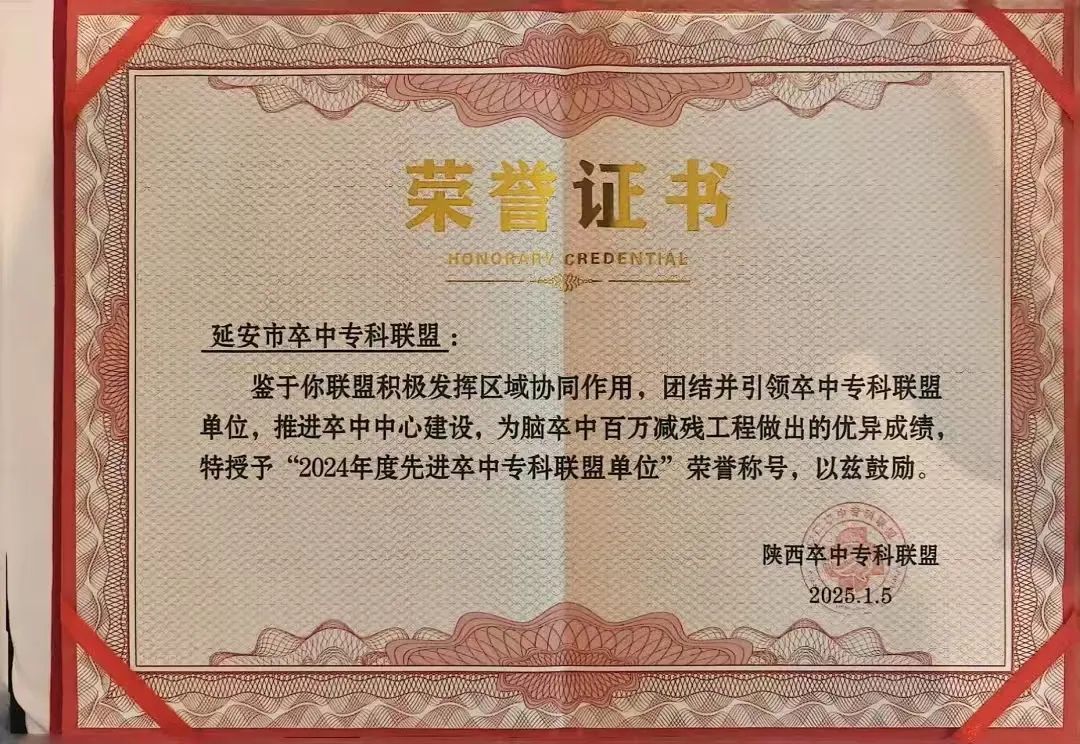 荣誉证书
HONORARY CREDENTIAL
延安市卒中专科联盟：
鉴于你联盟积极发挥区域协同作用，团结并引领卒中专科联盟
单位，推进卒中中心建设，为脑卒中百万减残工程做出的优异成绩，
特授予“2024年度先进卒中专科联盟单位”荣誉称号，以兹鼓励。
陕西卒中专科联盟
2025.1.5